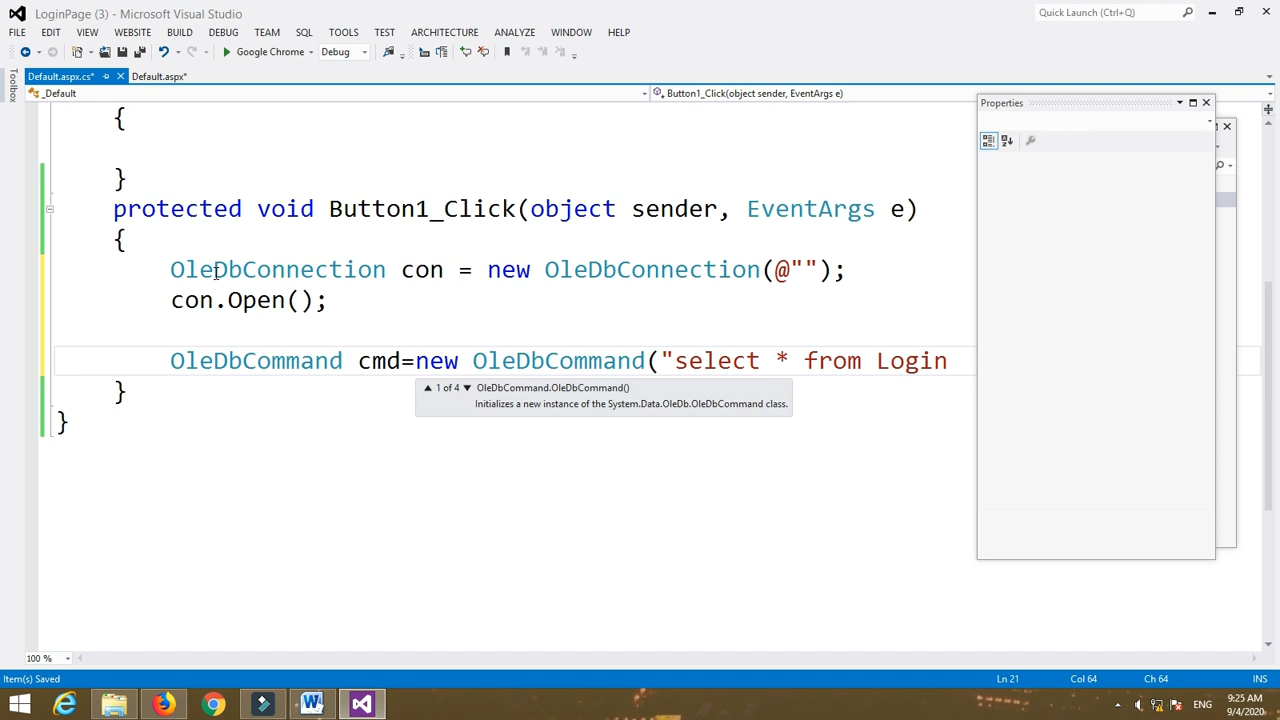 LoginPage (3) - Microsoft Visual Studio
Quick Launch (Ctrl+Q)
FILE EDIT VIEW WEBSITE BUILD DEBUG TEAM SQL TOOLS TEST ARCHITECTURE ANALYZE WINDOW HELP
Google Chrome Debug
Toolbox
Default.aspx.cs* Default.aspx*
_Default Button1_Click(object sender, EventArgs e)
Properties
{
}
protected void Button1_Click(object sender, EventArgs e)
{
OleDbConnection con = new OleDbConnection(@"");
con.Open();
OleDbCommand cmd=new OleDbCommand("select * from Login
1 of 4 OleDbCommand.OleDbCommand()
Initializes a new instance of the System.Data.OleDb.OleDbCommand class.
}
}
100 %
Item(s) Saved Ln 21 Col 64 Ch 64 INS
ENG 9:25 AM
9/4/2020